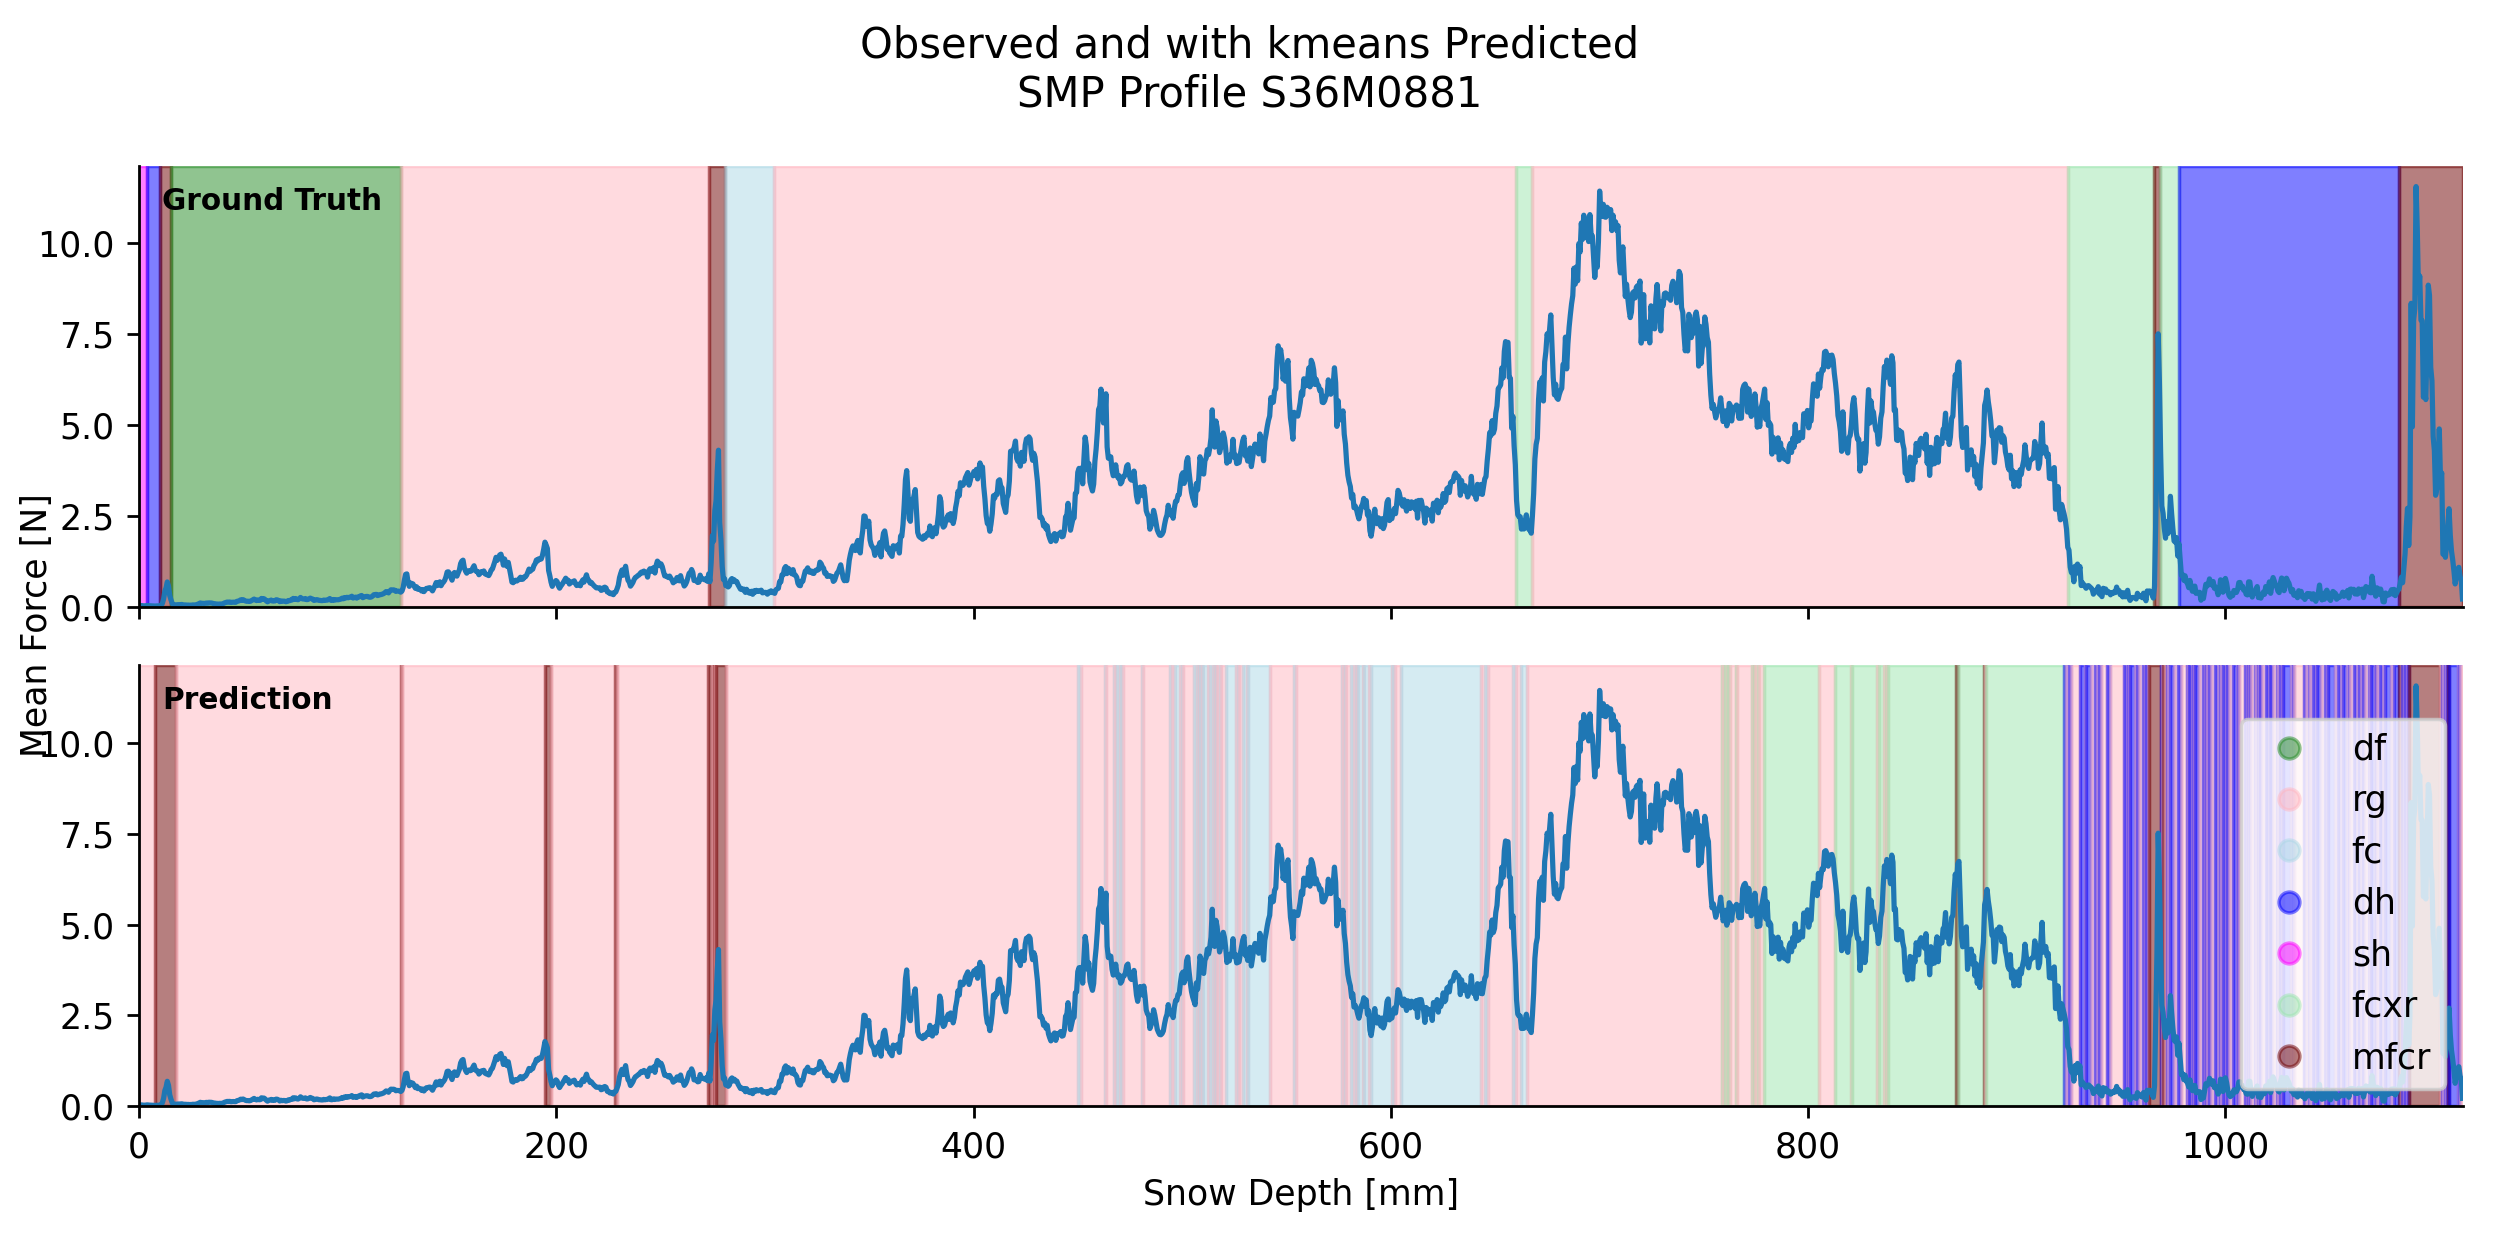 Observed and with kmeans Predicted
SMP Profile S36M0881
Mean Force [N]
Ground Truth
10.0
7.5
5.0
2.5
0.0
Prediction
10.0
7.5
5.0
2.5
0.0
df
rg
fc
dh
sh
fcxr
mfcr
0 200 400 600 800 1000
Snow Depth [mm]